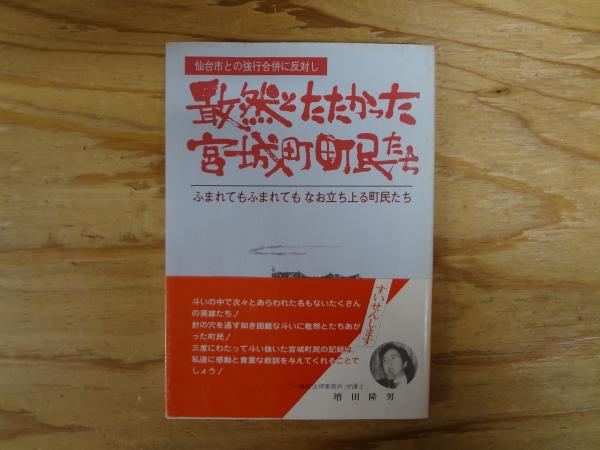 仙台市との強行合併に反対し
敢然とたたかった
宮城町町民たち
ふまれてもふまれても なお立ち上る町民たち
すいせんします
斗いの中で次々とあらわれた名もないたくさん
の英雄たち!
針の穴を通す如き困難な斗いに敢然とたちあが
った町民!
三度にわたって斗い抜いた宮城町民の記録は、
私達に感動と貴重な教訓を与えてくれることで
しょう!
法律事務所 弁護士
増田隆男